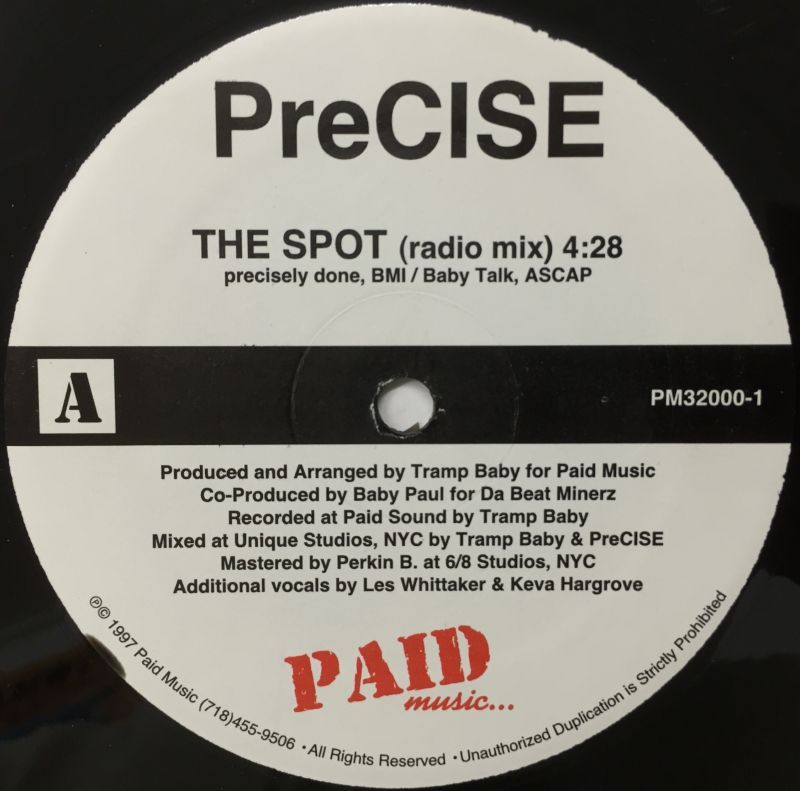 PreCISE
THE SPOT (radio mix) 4:28
precisely done, BMI / Baby Talk, ASCAP
A
PM32000-1
Produced and Arranged by Tramp Baby for Paid Music
Co-Produced by Baby Paul for Da Beat Minerz
Recorded at Paid Sound by Tramp Baby
Mixed at Unique Studios, NYC by Tramp Baby & PreCISE
Mastered by Perkin B. at 6/8 Studios, NYC
Additional vocals by Les Whittaker & Keva Hargrove
PAID
music...
℗© 1997 Paid Music (718)455-9506 • All Rights Reserved • Unauthorized Duplication is Strictly Prohibited